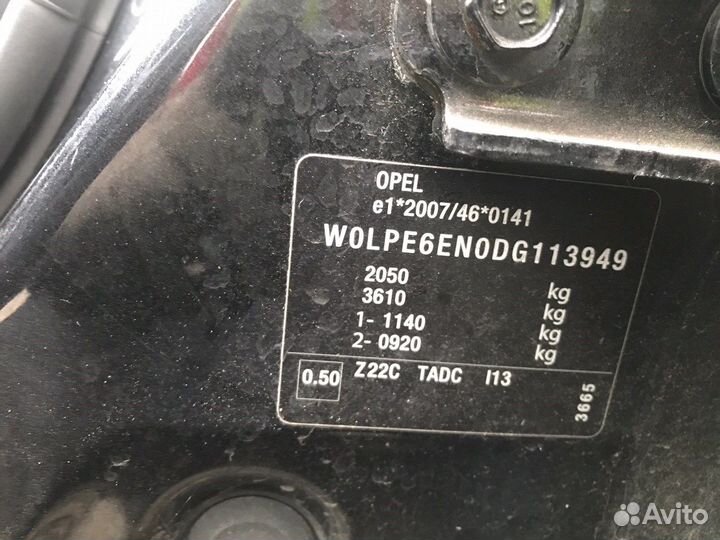 10
OPEL
e1*2007/46*0141
W0LPE6EN0DG113949
2050 kg
3610 kg
1- 1140 kg
2- 0920 kg
0.50 Z22C TADC I13
3665
Avito